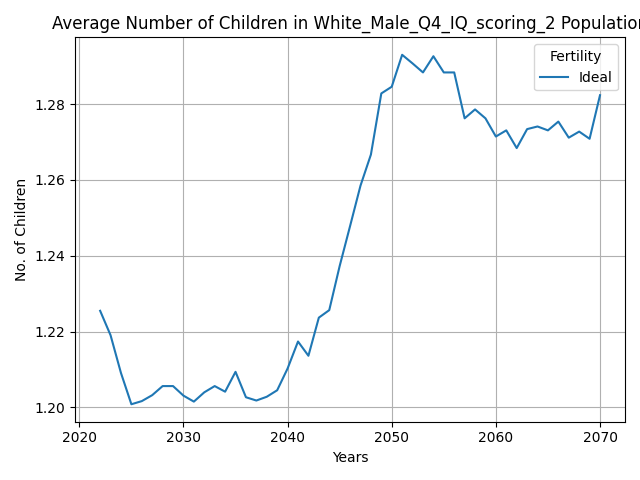 Average Number of Children in White_Male_Q4_IQ_scoring_2 Population
Fertility
Ideal
1.28
1.26
1.24
1.22
1.20
No. of Children
2020
2030
2040
2050
2060
2070
Years